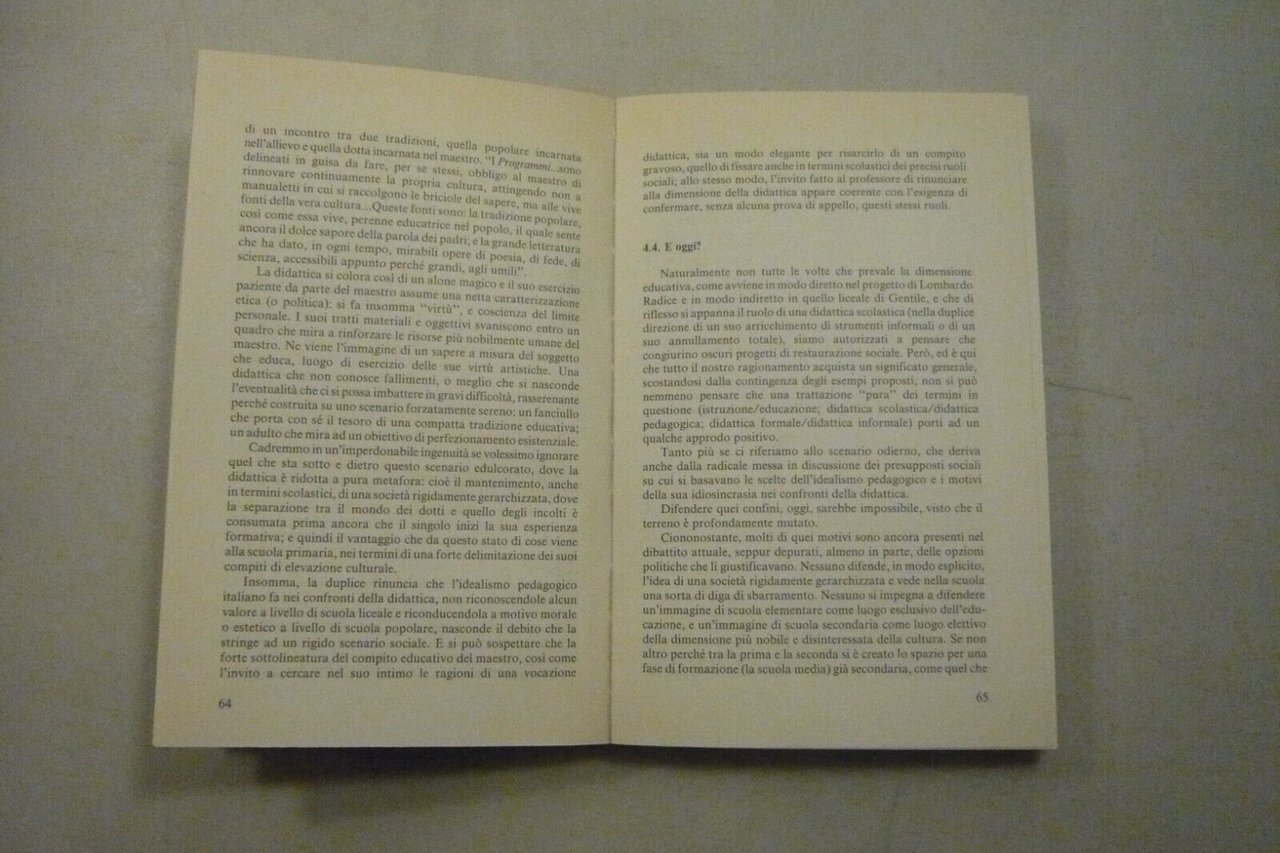 di un incontro tra due tradizioni, quella popolare incarnata
nell'allievo e quella dotta incarnata nel maestro. "I Programmi...sono
delineati in guisa da fare, per se stessi, obbligo al maestro di
rinnovare continuamente la propria cultura, attingendo non a
manualetti in cui si raccolgono le briciole del sapere, ma alle vive
fonti della vera cultura...Queste fonti sono: la tradizione popolare,
così come essa vive, perenne educatrice nel popolo, il quale sente
ancora il dolce sapore della parola dei padri; e la grande letteratura
che ha dato, in ogni tempo, mirabili opere di poesia, di fede, di
scienza, accessibili appunto perché grandi, agli umili".
La didattica si colora così di un alone magico e il suo esercizio
paziente da parte del maestro assume una netta caratterizzazione
etica (o politica): si fa insomma "virtù", e coscienza del limite
personale. I suoi tratti materiali e oggettivi svaniscono entro un
quadro che mira a rinforzare le risorse più nobilmente umane del
maestro. Ne viene l'immagine di un sapere a misura del soggetto
che educa, luogo di esercizio delle sue virtù artistiche. Una
didattica che non conosce fallimenti, o meglio che si nasconde
l'eventualità che ci si possa imbattere in gravi difficoltà, rasserenante
perché costruita su uno scenario forzatamente sereno: un fanciullo
che porta con sé il tesoro di una compatta tradizione educativa;
un adulto che mira ad un obiettivo di perfezionamento esistenziale.
Cadremmo in un'imperdonabile ingenuità se volessimo ignorare
quel che sta sotto e dietro questo scenario edulcorato, dove la
didattica è ridotta a pura metafora: cioè il mantenimento, anche
in termini scolastici, di una società rigidamente gerarchizzata, dove
la separazione tra il mondo dei dotti e quello degli incolti è
consumata prima ancora che il singolo inizi la sua esperienza
formativa; e quindi il vantaggio che da questo stato di cose viene
alla scuola primaria, nei termini di una forte delimitazione dei suoi
compiti di elevazione culturale.
Insomma, la duplice rinuncia che l'idealismo pedagogico
italiano fa nei confronti della didattica, non riconoscendole alcun
valore a livello di scuola liceale e riconducendola a motivo morale
o estetico a livello di scuola popolare, nasconde il debito che la
stringe ad un rigido scenario sociale. E si può sospettare che la
forte sottolineatura del compito educativo del maestro, così come
l'invito a cercare nel suo intimo le ragioni di una vocazione
64
didattica, sia un modo elegante per risarcirlo di un compito
gravoso, quello di fissare anche in termini scolastici dei precisi ruoli
sociali; allo stesso modo, l'invito fatto al professore di rinunciare
alla dimensione della didattica appare coerente con l'esigenza di
confermare, senza alcuna prova di appello, questi stessi ruoli.
4.4. E oggi?
Naturalmente non tutte le volte che prevale la dimensione
educativa, come avviene in modo diretto nel progetto di Lombardo
Radice e in modo indiretto in quello liceale di Gentile, e che di
riflesso si appanna il ruolo di una didattica scolastica (nella duplice
direzione di un suo arricchimento di strumenti informali o di un
suo annullamento totale), siamo autorizzati a pensare che
congiurino oscuri progetti di restaurazione sociale. Però, ed è qui
che tutto il nostro ragionamento acquista un significato generale,
scostandosi dalla contingenza degli esempi proposti, non si può
nemmeno pensare che una trattazione "pura" dei termini in
questione (istruzione/educazione; didattica scolastica/didattica
pedagogica; didattica formale/didattica informale) porti ad un
qualche approdo positivo.
Tanto più se ci riferiamo allo scenario odierno, che deriva
anche dalla radicale messa in discussione dei presupposti sociali
su cui si basavano le scelte dell'idealismo pedagogico e i motivi
della sua idiosincrasia nei confronti della didattica.
Difendere quei confini, oggi, sarebbe impossibile, visto che il
terreno è profondamente mutato.
Ciononostante, molti di quei motivi sono ancora presenti nel
dibattito attuale, seppur depurati, almeno in parte, delle opzioni
politiche che li giustificavano. Nessuno difende, in modo esplicito,
l'idea di una società rigidamente gerarchizzata e vede nella scuola
una sorta di diga di sbarramento. Nessuno si impegna a difendere
un'immagine di scuola elementare come luogo esclusivo dell'edu-
cazione, e un'immagine di scuola secondaria come luogo elettivo
della dimensione più nobile e disinteressata della cultura. Se non
altro perché tra la prima e la seconda si è creato lo spazio per una
fase di formazione (la scuola media) già secondaria, come quel che
65